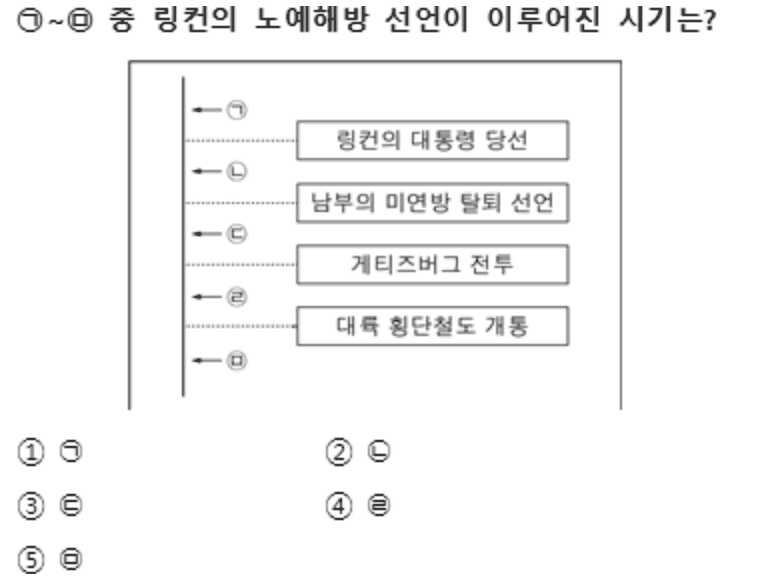 ㉠~㉤ 중 링컨의 노예해방 선언이 이루어진 시기는?
㉠
링컨의 대통령 당선
㉡
남부의 미연방 탈퇴 선언
㉢
게티즈버그 전투
㉣
대륙 횡단철도 개통
㉤
① ㉠ ② ㉡
③ ㉢ ④ ㉣
⑤ ㉤